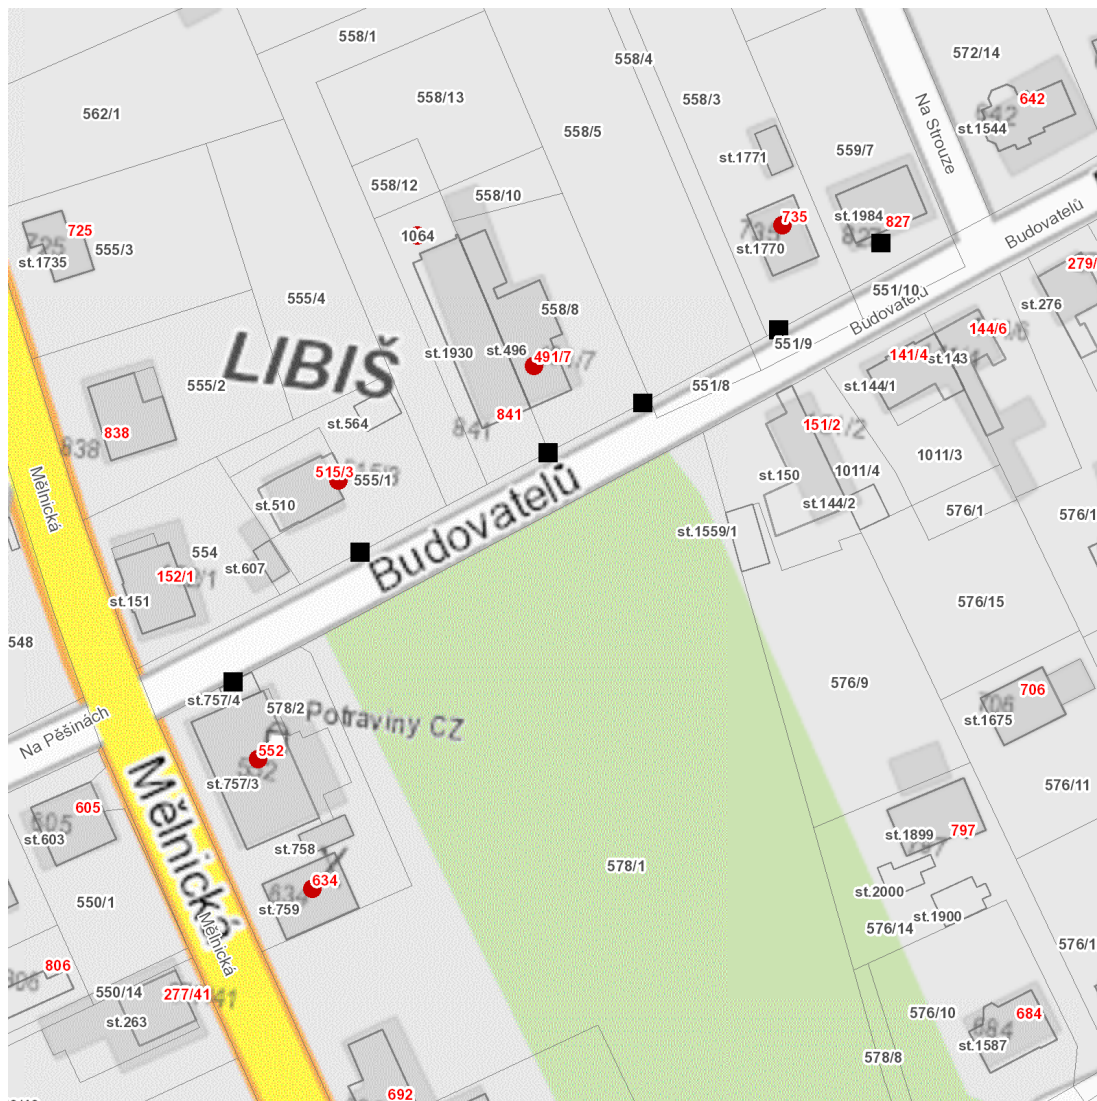 558/1
572/14
558/4
558/13
558/3
642
562/1
Na Strouze
st.1544
558/5
559/7
st.1771
558/12
558/10
735
st.1984
827
Budovatelů
725
1064
555/3
st.1770
st.1735
279/
551/10
555/4
st.276
558/8
Budovatelů
144/6
551/9
LIBIŠ
st.1930
st.496
491/7
141/4
st.143
555/2
551/8
st.144/1
841
838
st.564
151/2
838
841
1011/3
515/3
555/1
st.150
1011/4
Mělnická
st.510
st.144/2
576/1
576/1
Budovatelů
st.1559/1
554
st.607
152/1
st.151
576/15
548
576/9
706
st.757/4
578/2
Potraviny CZ
st.1675
Na Pěšinách
552
st.757/3
576/11
Mělnická
605
st.603
st.1899
797
st.758
578/1
634
st.2000
550/1
st.759
st.1900
576/14
Mělnická
576/1
806
550/14
277/41
576/10
684
st.263
st.1587
578/8
692